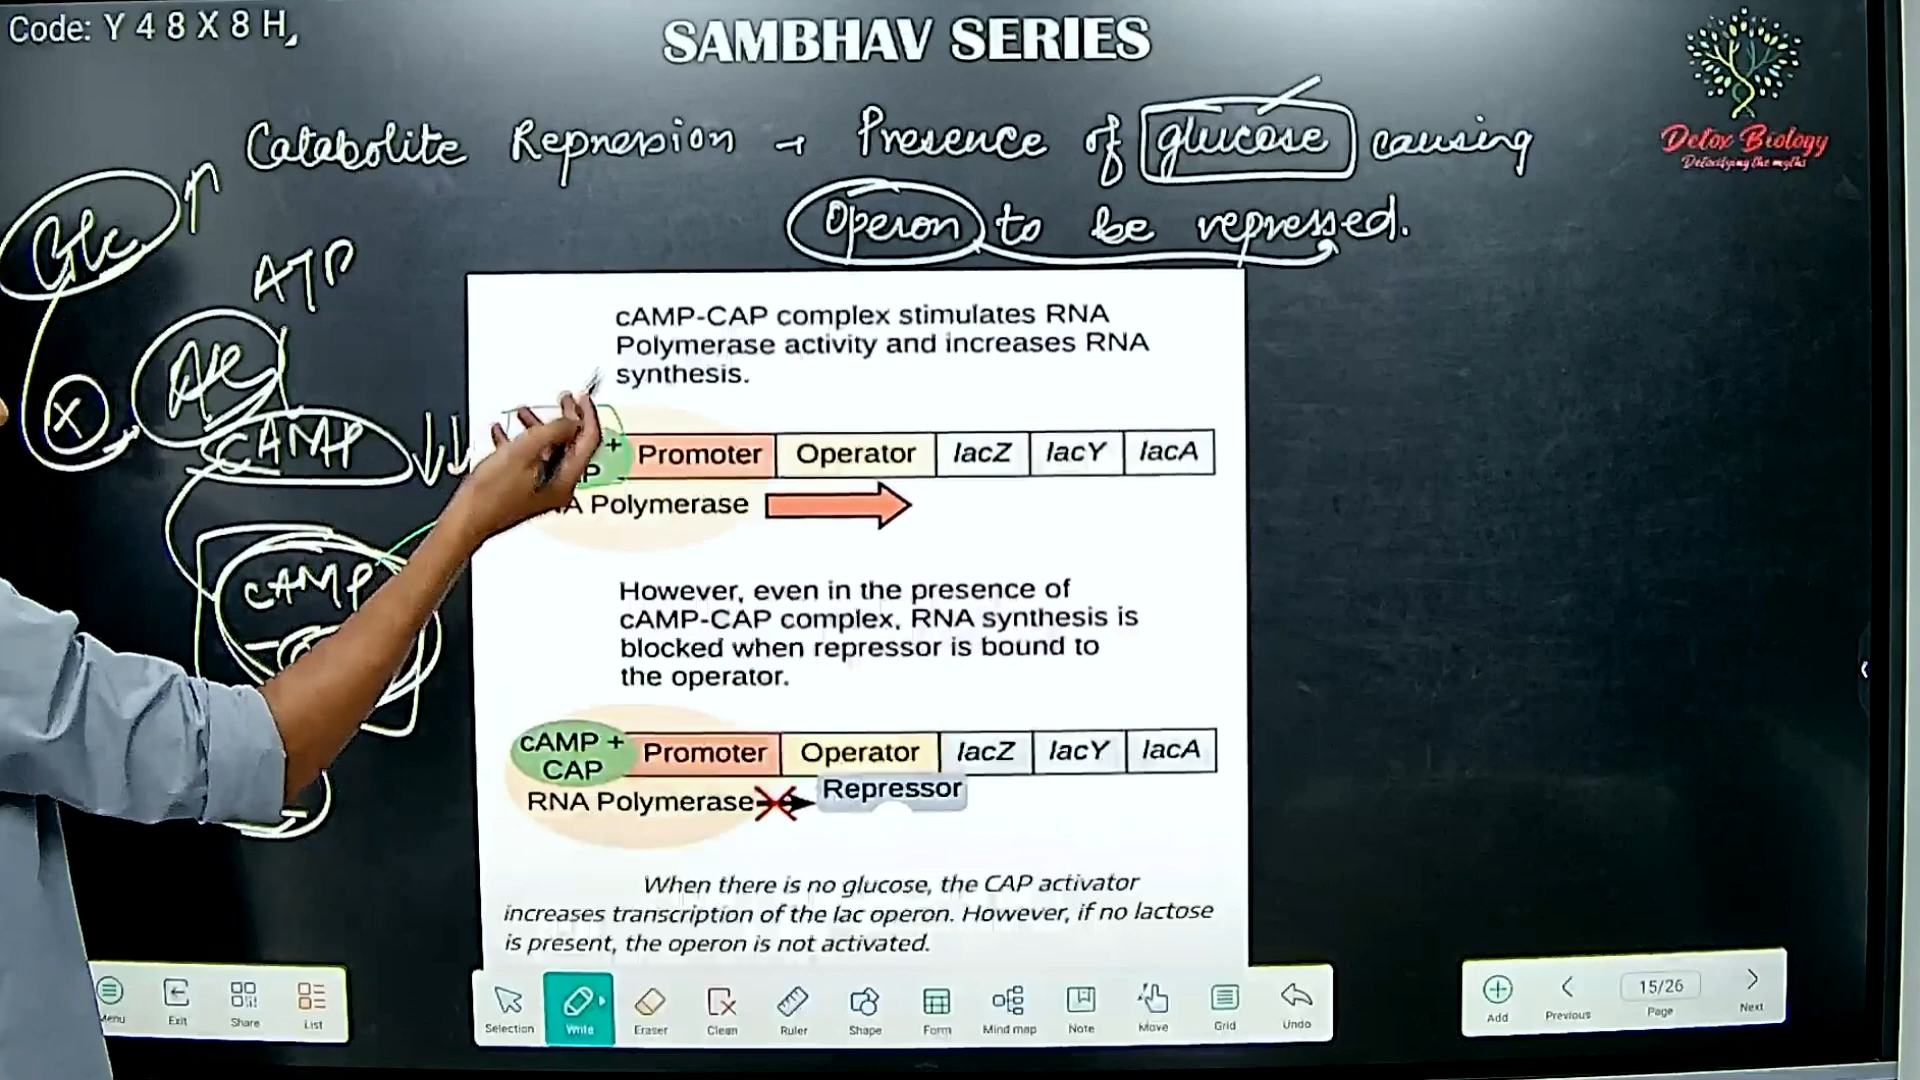 Code: Y 4 8 X 8 H
SAMBHAV SERIES
Detox Biology
Detoxifying the myths
Catabolite Repression → Presence of glucose causing
Operon to be repressed.
Glc
ATP
AC
X
cAMP
cAMP
cAMP-CAP complex stimulates RNA
Polymerase activity and increases RNA
synthesis.
+ Promoter Operator lacZ lacY lacA
P
A Polymerase
However, even in the presence of
cAMP-CAP complex, RNA synthesis is
blocked when repressor is bound to
the operator.
cAMP +
CAP
Promoter Operator lacZ lacY lacA
RNA Polymerase Repressor
When there is no glucose, the CAP activator
increases transcription of the lac operon. However, if no lactose
is present, the operon is not activated.
Menu Exit Share List
Selection Write Eraser Clean Ruler Shape Form Mind map Note Move Grid Undo
Add Previous 15/26 Page Next